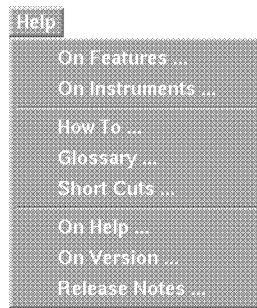 Help
On Features ...
On Instruments ...
How To ...
Glossary ...
Short Cuts ...
On Help ...
On Version ...
Release Notes ...